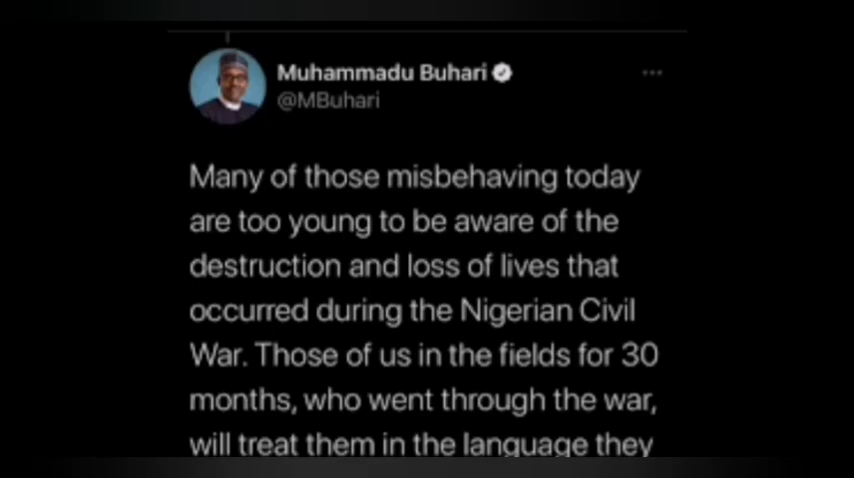 Muhammadu Buhari
@MBuhari
Many of those misbehaving today
are too young to be aware of the
destruction and loss of lives that
occurred during the Nigerian Civil
War. Those of us in the fields for 30
months, who went through the war,
will treat them in the language they